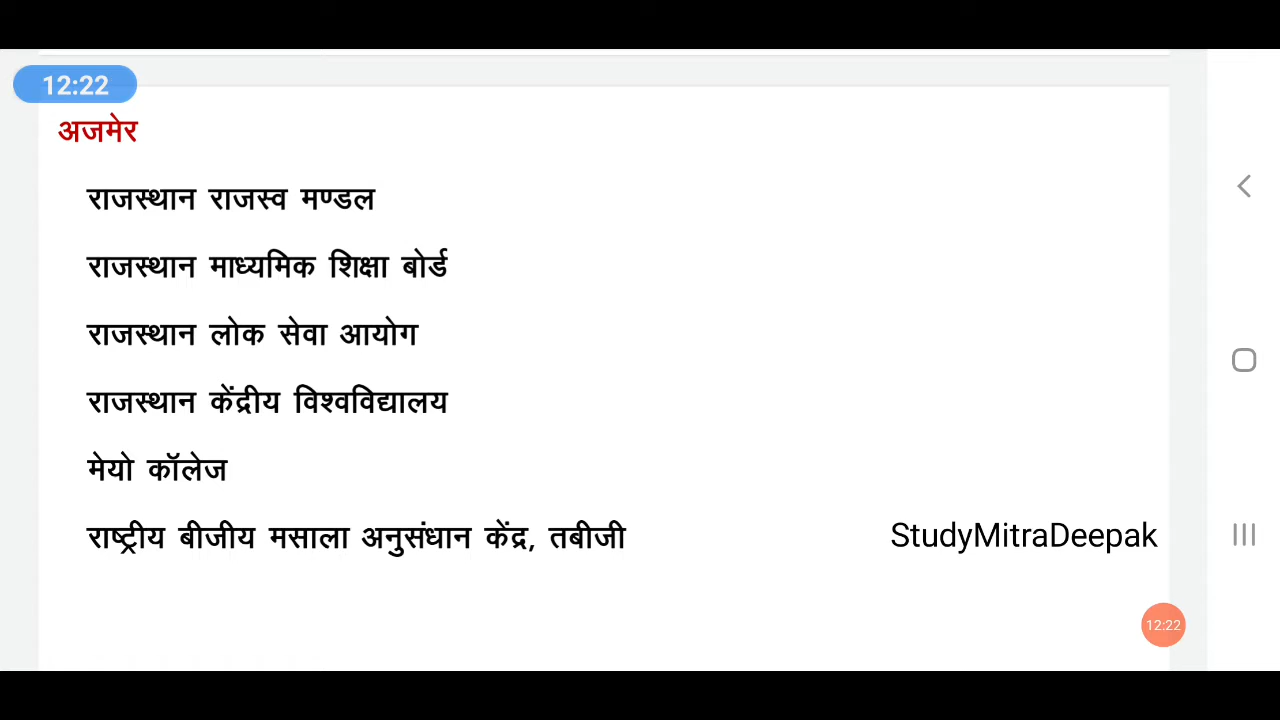 12:22
अजमेर
राजस्थान राजस्व मण्डल
राजस्थान माध्यमिक शिक्षा बोर्ड
राजस्थान लोक सेवा आयोग
राजस्थान केंद्रीय विश्वविद्यालय
मेयो कॉलेज
राष्ट्रीय बीजीय मसाला अनुसंधान केंद्र, तबीजी
StudyMitraDeepak
12:22